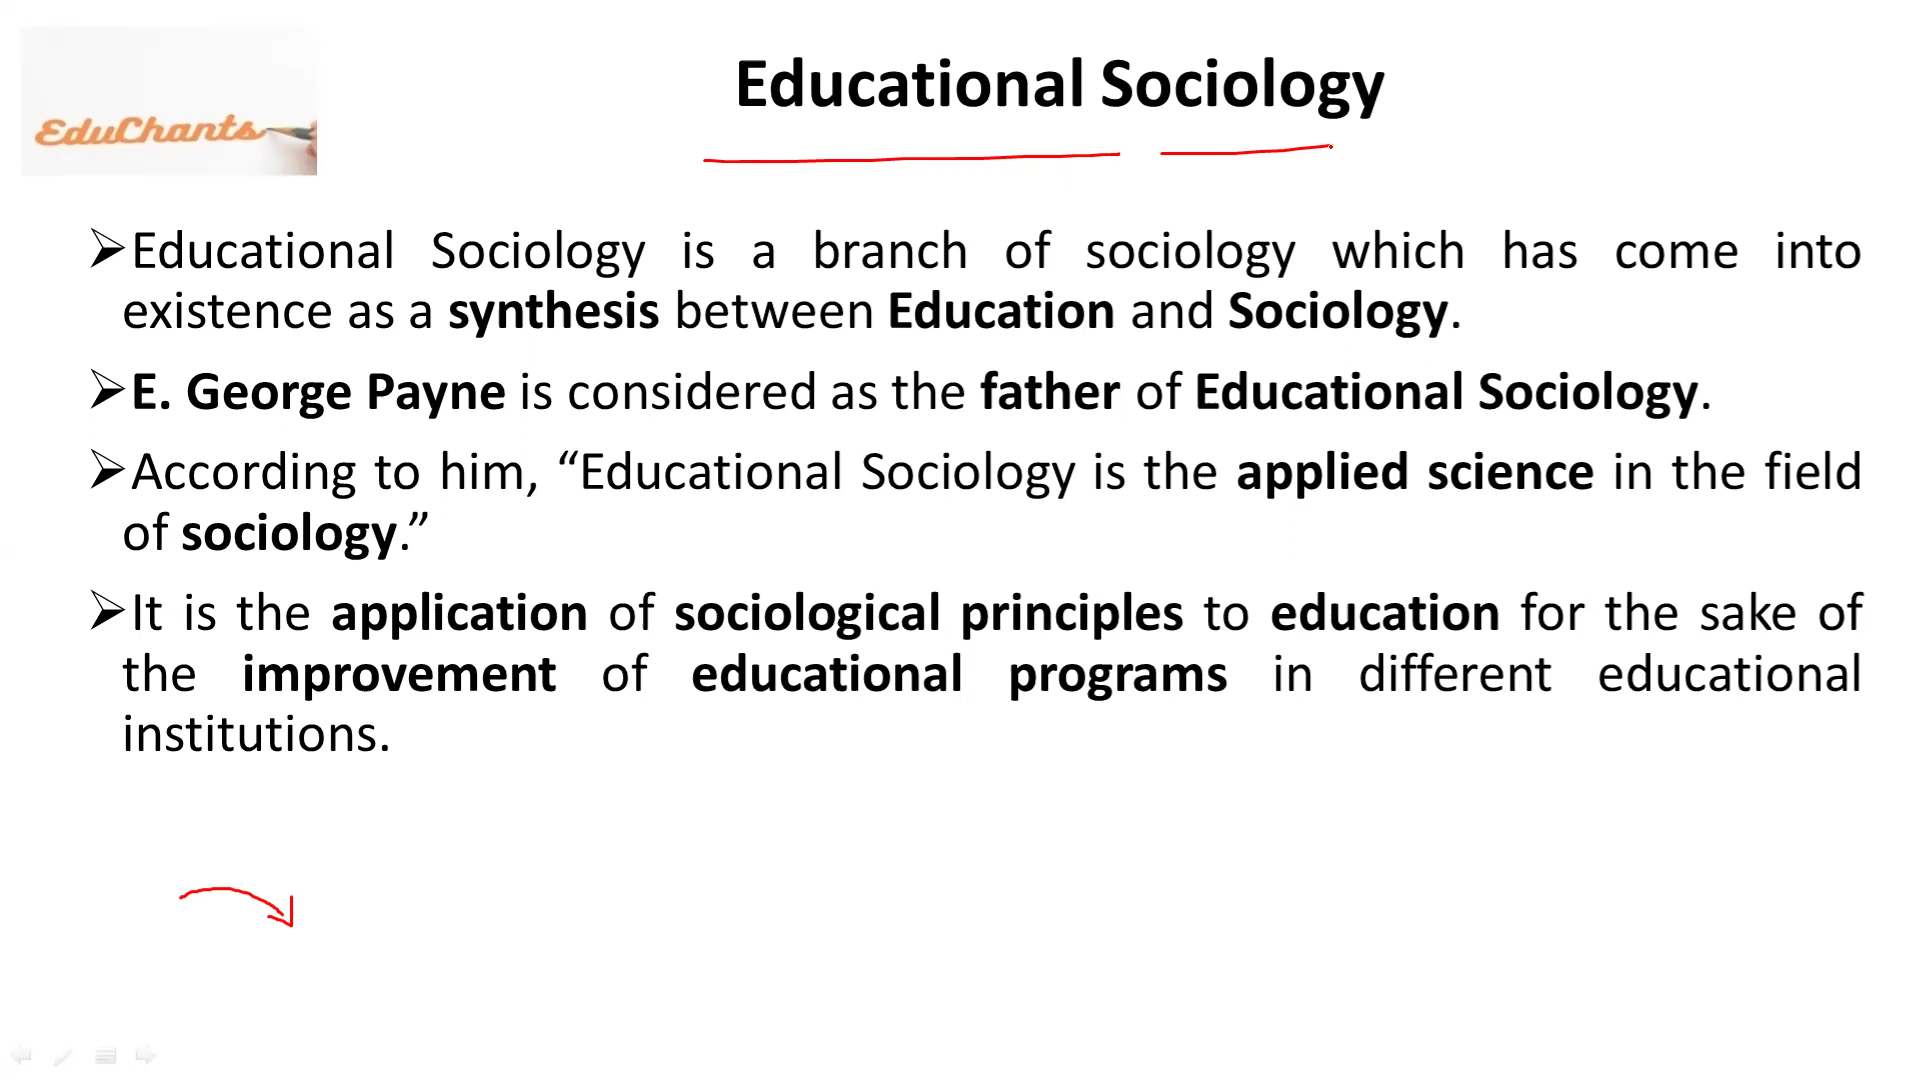 EduChants
Educational Sociology
➢Educational Sociology is a branch of sociology which has come into
existence as a synthesis between Education and Sociology.
➢E. George Payne is considered as the father of Educational Sociology.
➢According to him, “Educational Sociology is the applied science in the field
of sociology.”
➢It is the application of sociological principles to education for the sake of
the improvement of educational programs in different educational
institutions.